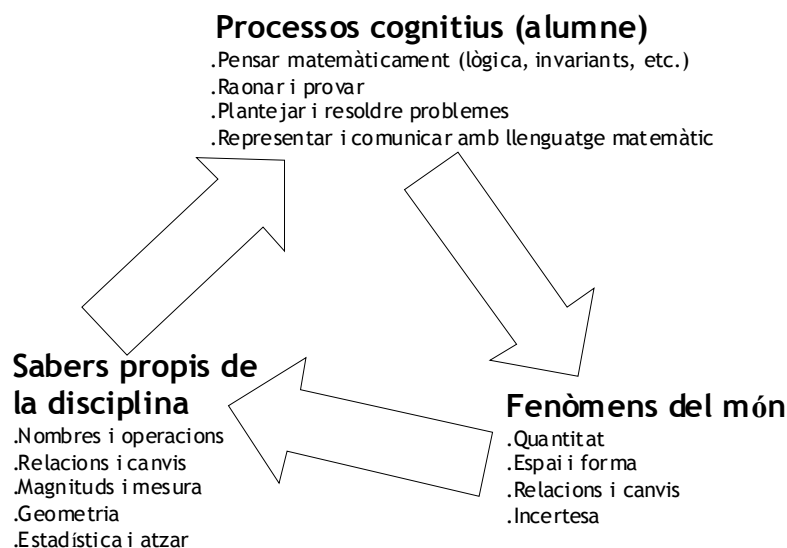 Processos cognitius (alumne)
.Pensar matemàticament (lògica, invariants, etc.)
.Raonar i provar
.Plantejar i resoldre problemes
.Representar i comunicar amb llenguatge matemàtic
Sabers propis de
la disciplina
.Nombres i operacions
.Relacions i canvis
.Magnituds i mesura
.Geometria
.Estadística i atzar
Fenòmens del món
.Quantitat
.Espai i forma
.Relacions i canvis
.Incertesa